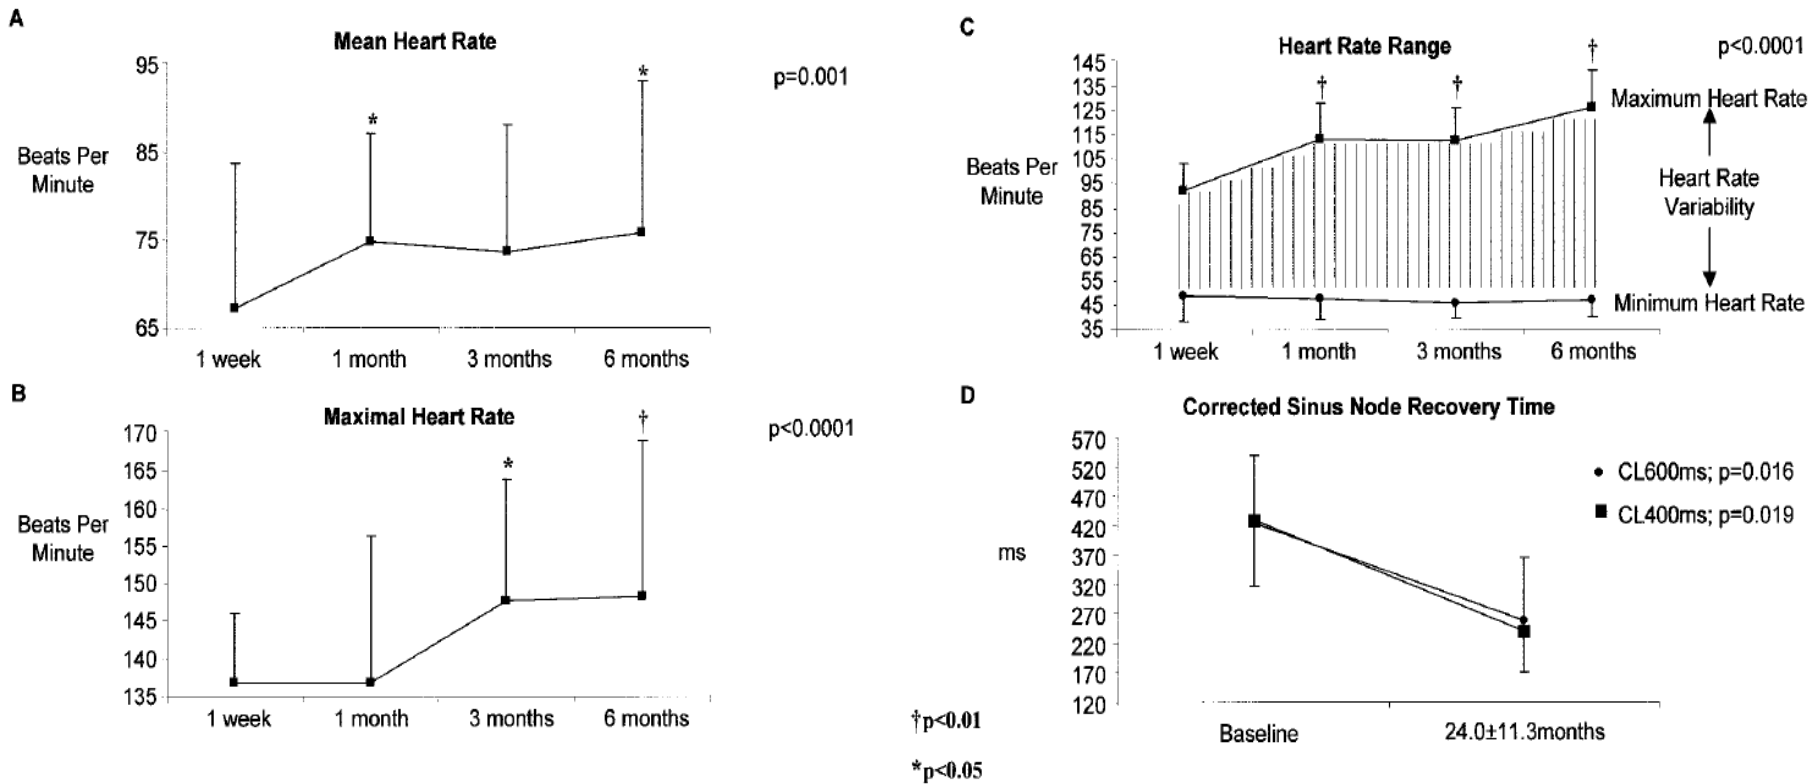 A
Mean Heart Rate
p=0.001
95
85
75
65
Beats Per
Minute
*
*
1 week
1 month
3 months
6 months
B
Maximal Heart Rate
p<0.0001
170
165
160
155
150
145
140
135
Beats Per
Minute
*
†
1 week
1 month
3 months
6 months
C
Heart Rate Range
p<0.0001
145
135
125
115
105
95
85
75
65
55
45
35
Beats Per
Minute
†
†
†
Maximum Heart Rate
Heart Rate
Variability
Minimum Heart Rate
1 week
1 month
3 months
6 months
D
Corrected Sinus Node Recovery Time
570
520
470
420
370
320
270
220
170
120
ms
CL600ms; p=0.016
CL400ms; p=0.019
Baseline
24.0±11.3months
†p<0.01
*p<0.05